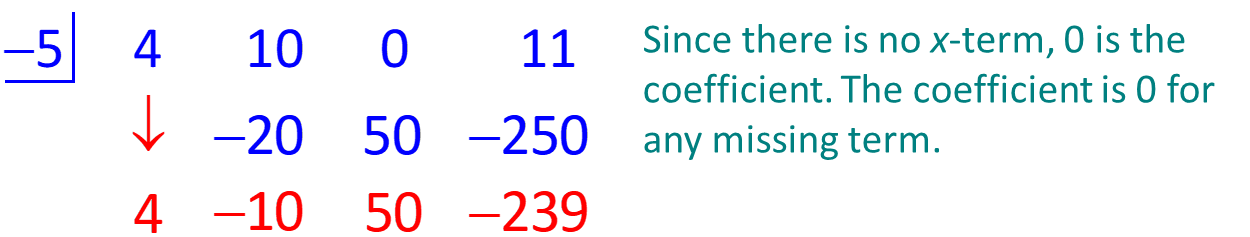 –5 4 10 0 11
↓ –20 50 –250
4 –10 50 –239
Since there is no x-term, 0 is the
coefficient. The coefficient is 0 for
any missing term.